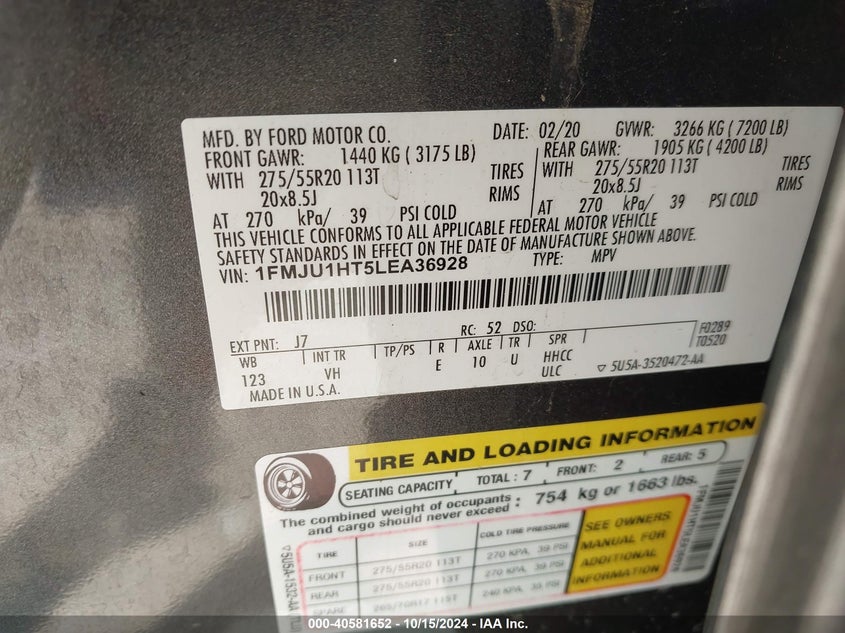 MFD. BY FORD MOTOR CO. DATE: 02/20 GVWR: 3266 KG ( 7200 LB)
FRONT GAWR: 1440 KG ( 3175 LB) REAR GAWR: 1905 KG ( 4200 LB)
WITH 275/55R20 113T TIRES WITH 275/55R20 113T TIRES
20x8.5J RIMS 20x8.5J RIMS
AT 270 kPa/ 39 PSI COLD AT 270 kPa/ 39 PSI COLD
THIS VEHICLE CONFORMS TO ALL APPLICABLE FEDERAL MOTOR VEHICLE
SAFETY STANDARDS IN EFFECT ON THE DATE OF MANUFACTURE SHOWN ABOVE.
VIN: 1FMJU1HT5LEA36928 TYPE: MPV
EXT PNT: J7 RC: 52 DSO: F0289
WB INT TR TP/PS R AXLE TR SPR T0520
123 VH E 10 U HHCC
ULC ▽ 5U5A-3520472-AA
MADE IN U.S.A.
TIRE AND LOADING INFORMATION
SEATING CAPACITY TOTAL : 7 FRONT: 2 REAR: 5
The combined weight of occupants and cargo should never exceed : 754 kg or 1663 lbs.
TIRE SIZE COLD TIRE PRESSURE
FRONT 275/55R20 113T 270 KPA, 39 PSI
REAR 275/55R20 113T 270 KPA, 39 PSI
SPARE 265/70R17 115T 240 KPA, 35 PSI
SEE OWNERS
MANUAL FOR
ADDITIONAL
INFORMATION
000-40581652 - 10/15/2024 - IAA Inc.